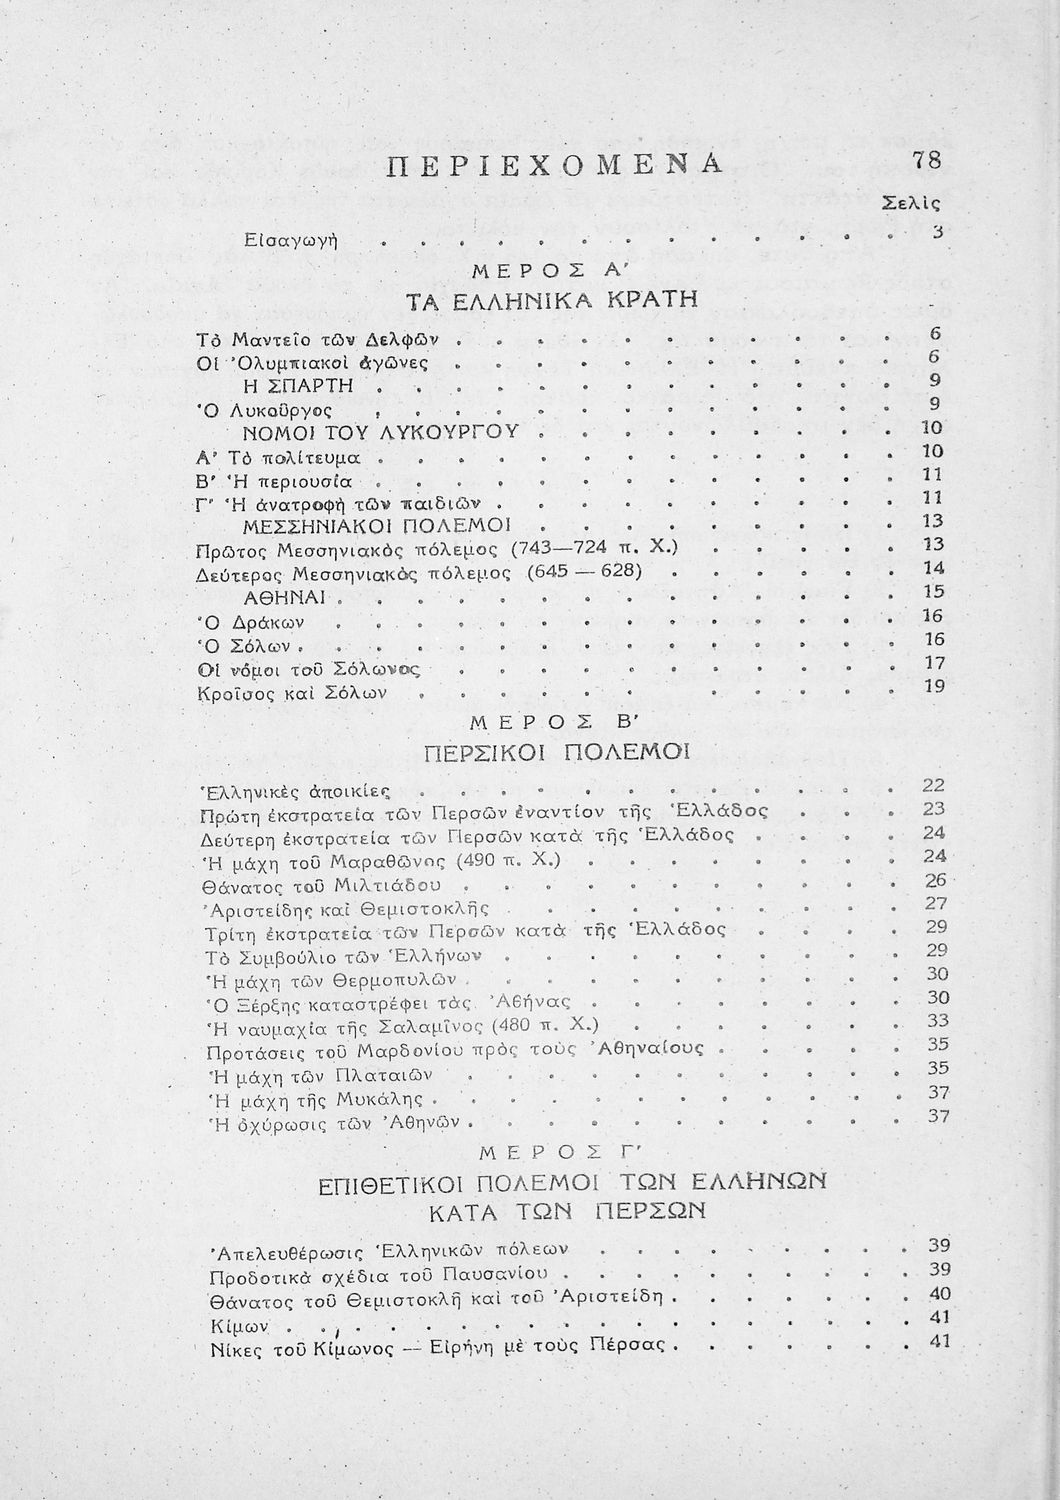 ΠΕΡΙΕΧΟΜΕΝΑ 78
Σελὶς
Εἰσαγωγὴ . . . . . . . . . . . . . 3
ΜΕΡΟΣ Α'
ΤΑ ΕΛΛΗΝΙΚΑ ΚΡΑΤΗ
Τὸ Μαντεῖο τῶν Δελφῶν . . . . . . . . . . . 6
Οἱ Ὀλυμπιακοὶ ἀγῶνες . . . . . . . . . . . 6
Η ΣΠΑΡΤΗ . . . . . . . . . . . . . 9
Ὁ Λυκοῦργος . . . . . . . . . . . . . 9
ΝΟΜΟΙ ΤΟΥ ΛΥΚΟΥΡΓΟΥ . . . . . . . . . 10
Α' Τὸ πολίτευμα . . . . . . . . . . . . . 10
Β' Ἡ περιουσία . . . . . . . . . . . . . 11
Γ' Ἡ ἀνατροφὴ τῶν παιδιῶν . . . . . . . . . . 11
ΜΕΣΣΗΝΙΑΚΟΙ ΠΟΛΕΜΟΙ . . . . . . . . . 13
Πρῶτος Μεσσηνιακὸς πόλεμος (743—724 π. Χ.) . . . . . 13
Δεύτερος Μεσσηνιακὸς πόλεμος (645 — 628) . . . . . . 14
ΑΘΗΝΑΙ . . . . . . . . . . . . . . 15
Ὁ Δράκων . . . . . . . . . . . . . . 16
Ὁ Σόλων . . . . . . . . . . . . . . 16
Οἱ νόμοι τοῦ Σόλωνος . . . . . . . . . . . 17
Κροῖσος καὶ Σόλων . . . . . . . . . . . 19
ΜΕΡΟΣ Β'
ΠΕΡΣΙΚΟΙ ΠΟΛΕΜΟΙ
Ἑλληνικὲς ἀποικίες . . . . . . . . . . . . 22
Πρώτη ἐκστρατεία τῶν Περσῶν ἐναντίον τῆς Ἑλλάδος . . . 23
Δεύτερη ἐκστρατεία τῶν Περσῶν κατὰ τῆς Ἑλλάδος . . . . 24
Ἡ μάχη τοῦ Μαραθῶνος (490 π. Χ.) . . . . . . . . 24
Θάνατος τοῦ Μιλτιάδου . . . . . . . . . . . 26
Ἀριστείδης καὶ Θεμιστοκλῆς . . . . . . . . . . 27
Τρίτη ἐκστρατεία τῶν Περσῶν κατὰ τῆς Ἑλλάδος . . . . 29
Τὸ Συμβούλιο τῶν Ἑλλήνων . . . . . . . . . . 29
Ἡ μάχη τῶν Θερμοπυλῶν . . . . . . . . . . . 30
Ὁ Ξέρξης καταστρέφει τὰς Ἀθήνας . . . . . . . . 30
Ἡ ναυμαχία τῆς Σαλαμῖνος (480 π. Χ.) . . . . . . . 33
Προτάσεις τοῦ Μαρδονίου πρὸς τοὺς Ἀθηναίους . . . . . 35
Ἡ μάχη τῶν Πλαταιῶν . . . . . . . . . . . 35
Ἡ μάχη τῆς Μυκάλης . . . . . . . . . . . . 37
Ἡ ὀχύρωσις τῶν Ἀθηνῶν . . . . . . . . . . . 37
ΜΕΡΟΣ Γ'
ΕΠΙΘΕΤΙΚΟΙ ΠΟΛΕΜΟΙ ΤΩΝ ΕΛΛΗΝΩΝ
ΚΑΤΑ ΤΩΝ ΠΕΡΣΩΝ
Ἀπελευθέρωσις Ἑλληνικῶν πόλεων . . . . . . . . 39
Προδοτικὰ σχέδια τοῦ Παυσανίου . . . . . . . . . 39
Θάνατος τοῦ Θεμιστοκλῆ καὶ τοῦ Ἀριστείδη . . . . . . 40
Κίμων . . . . . . . . . . . . . . . 41
Νίκες τοῦ Κίμωνος — Εἰρήνη μὲ τοὺς Πέρσας . . . . . . 41